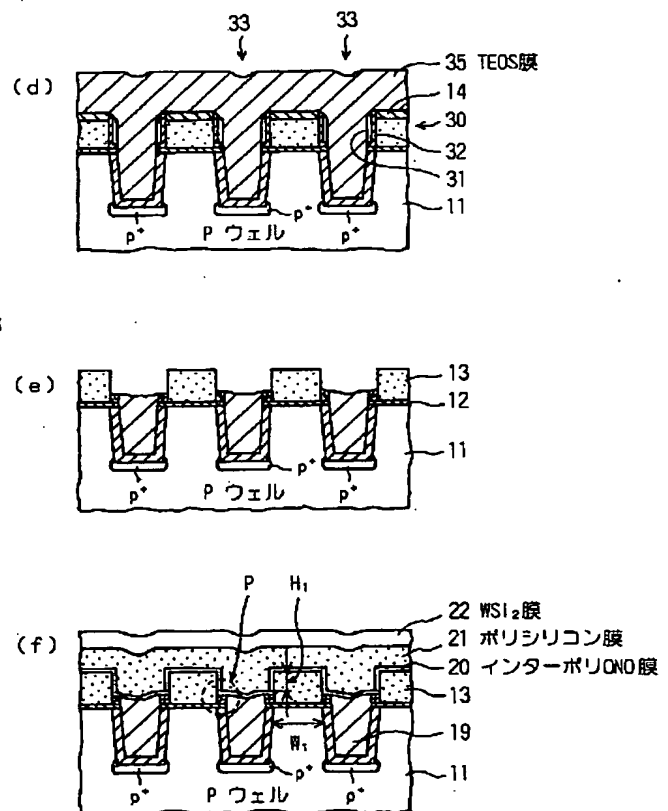 33 33
(d)
35 TEOS膜
14
30
32
31
11
p⁺ p⁺ p⁺
P ウェル
(e)
13
12
11
p⁺ p⁺ p⁺
P ウェル
P H₁
(f)
22 WSi₂膜
21 ポリシリコン膜
20 インターポリONO膜
13
W₁
19
11
p⁺ p⁺ p⁺
P ウェル